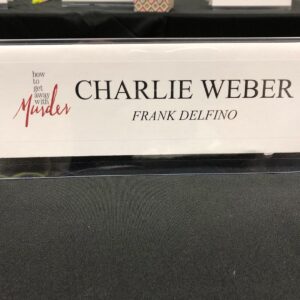 how
to
get
away
with
Murder
CHARLIE WEBER
FRANK DELFINO